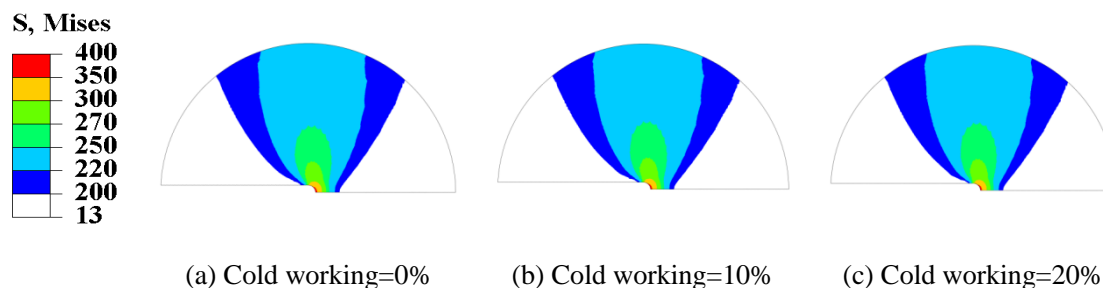 S, Mises
400
350
300
270
250
220
200
13
(a) Cold working=0%
(b) Cold working=10%
(c) Cold working=20%